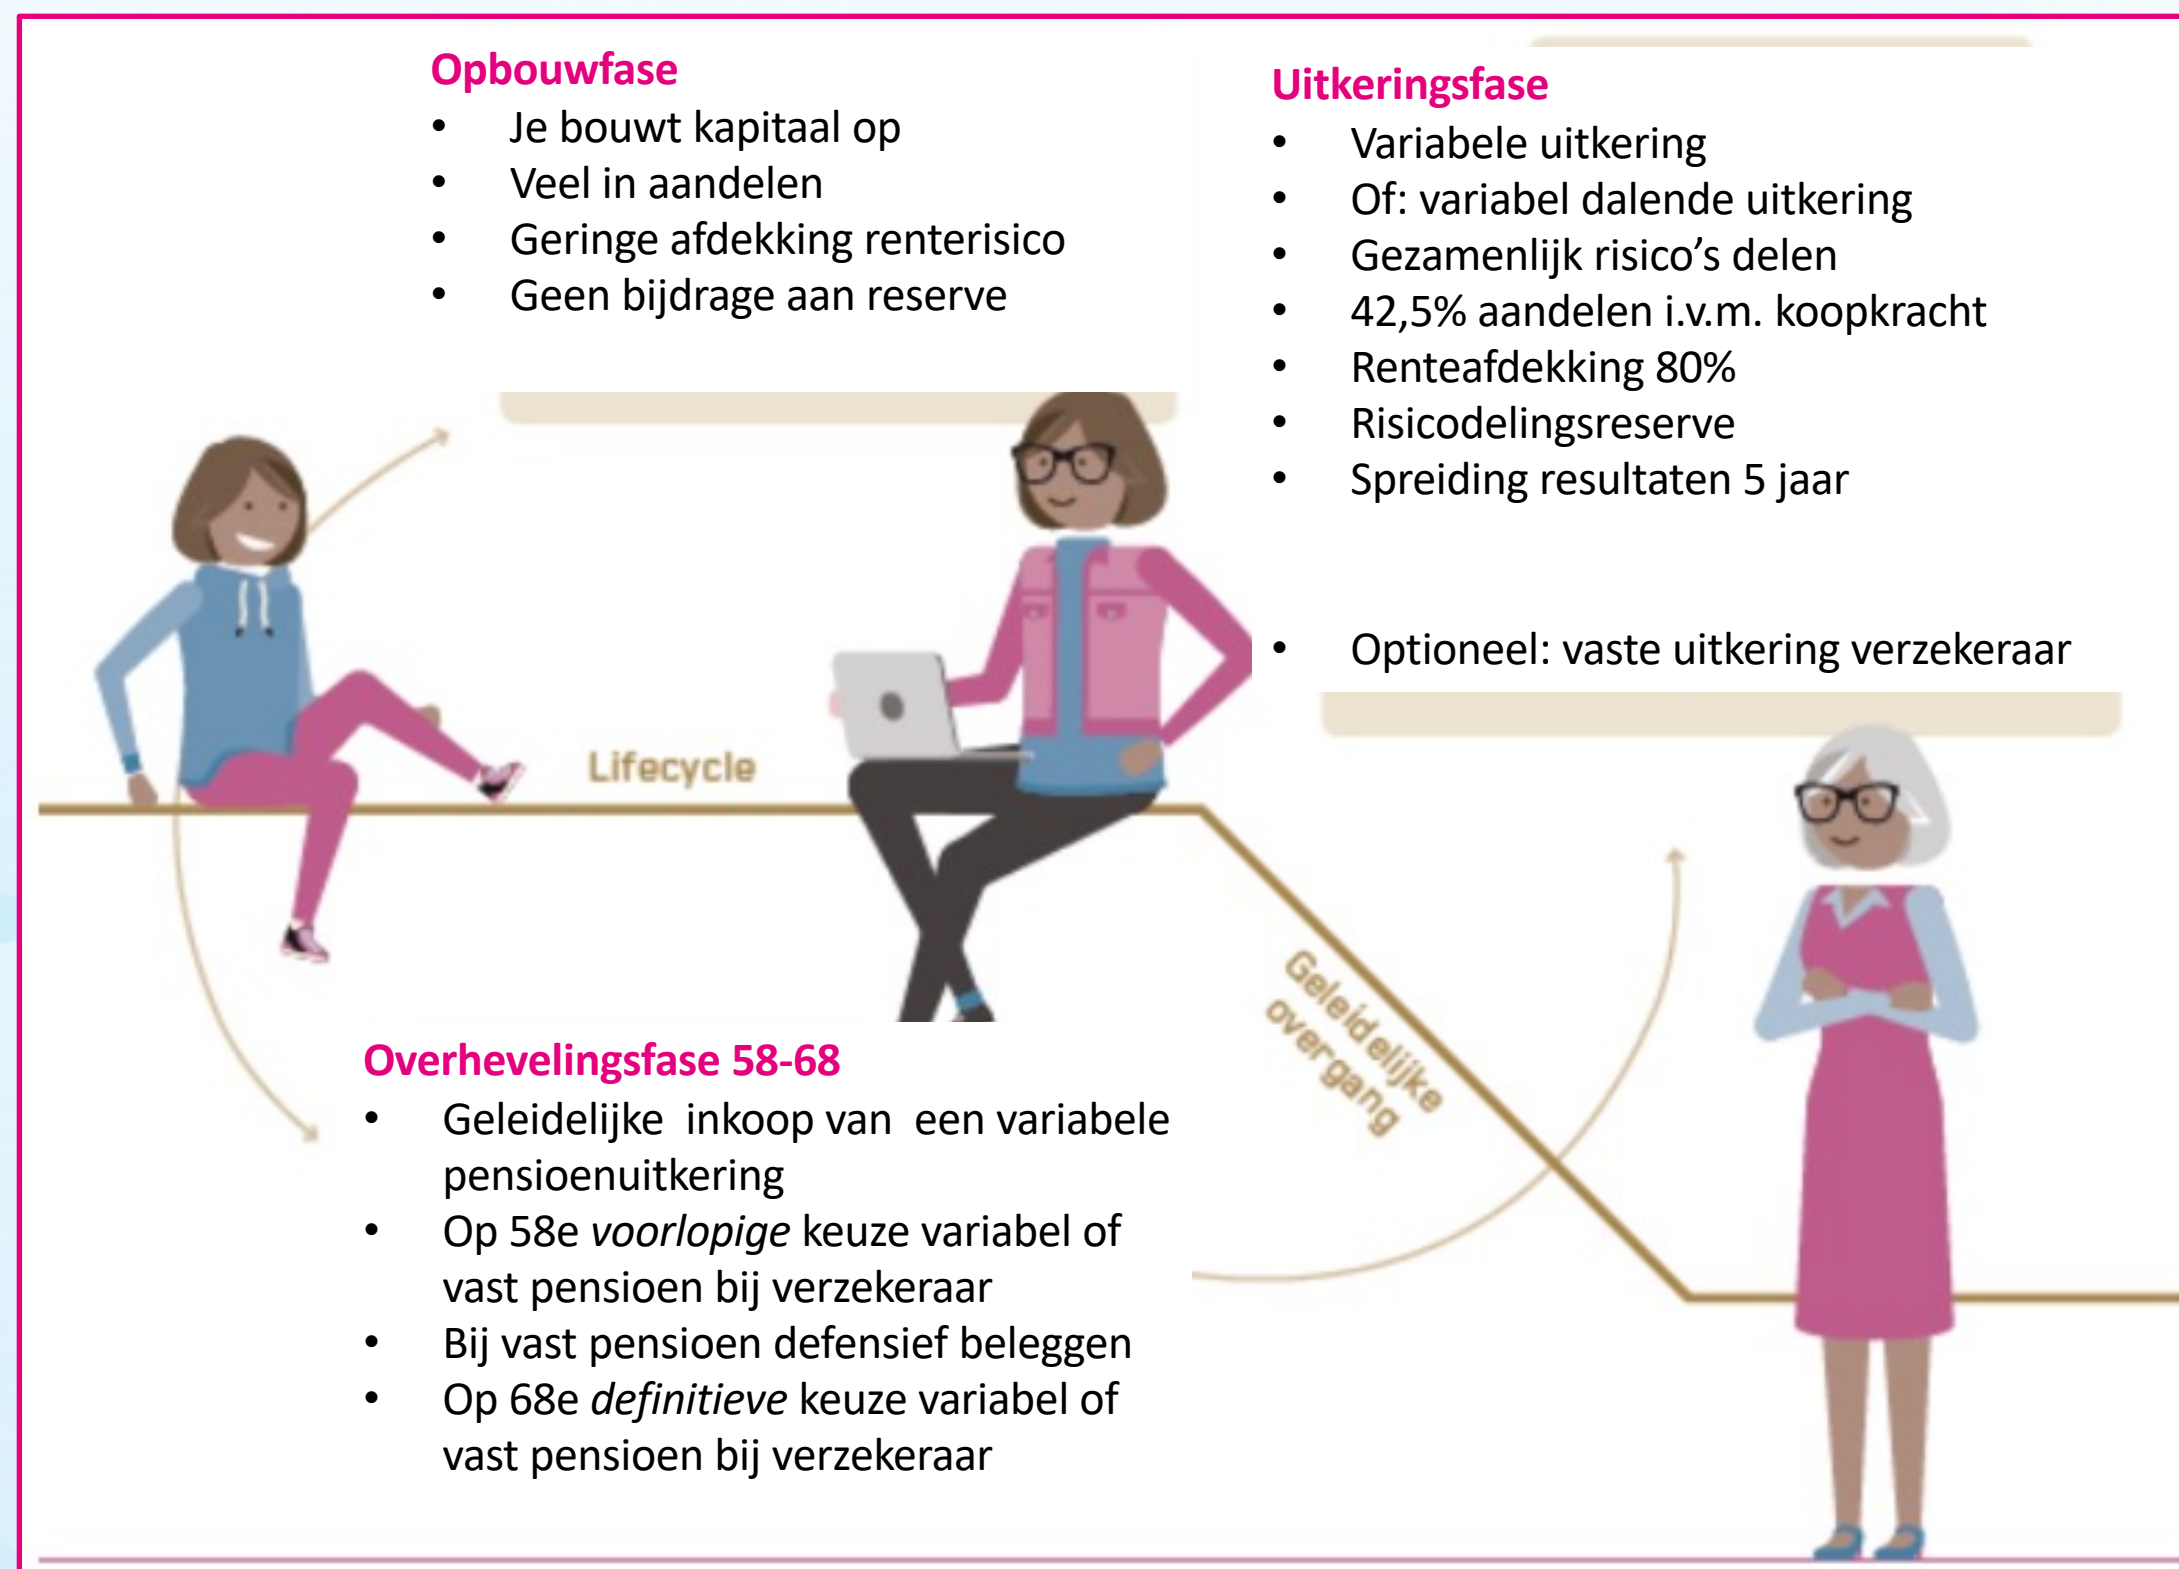 Opbouwfase
• Je bouwt kapitaal op
• Veel in aandelen
• Geringe afdekking renterisico
• Geen bijdrage aan reserve
Uitkeringsfase
• Variabele uitkering
• Of: variabel dalende uitkering
• Gezamenlijk risico’s delen
• 42,5% aandelen i.v.m. koopkracht
• Renteafdekking 80%
• Risicodelingsreserve
• Spreiding resultaten 5 jaar
• Optioneel: vaste uitkering verzekeraar
Lifecycle
Geleidelijke
overgang
Overhevelingsfase 58-68
• Geleidelijke  inkoop van  een variabele
pensioenuitkering
• Op 58e voorlopige keuze variabel of
vast pensioen bij verzekeraar
• Bij vast pensioen defensief beleggen
• Op 68e definitieve keuze variabel of
vast pensioen bij verzekeraar